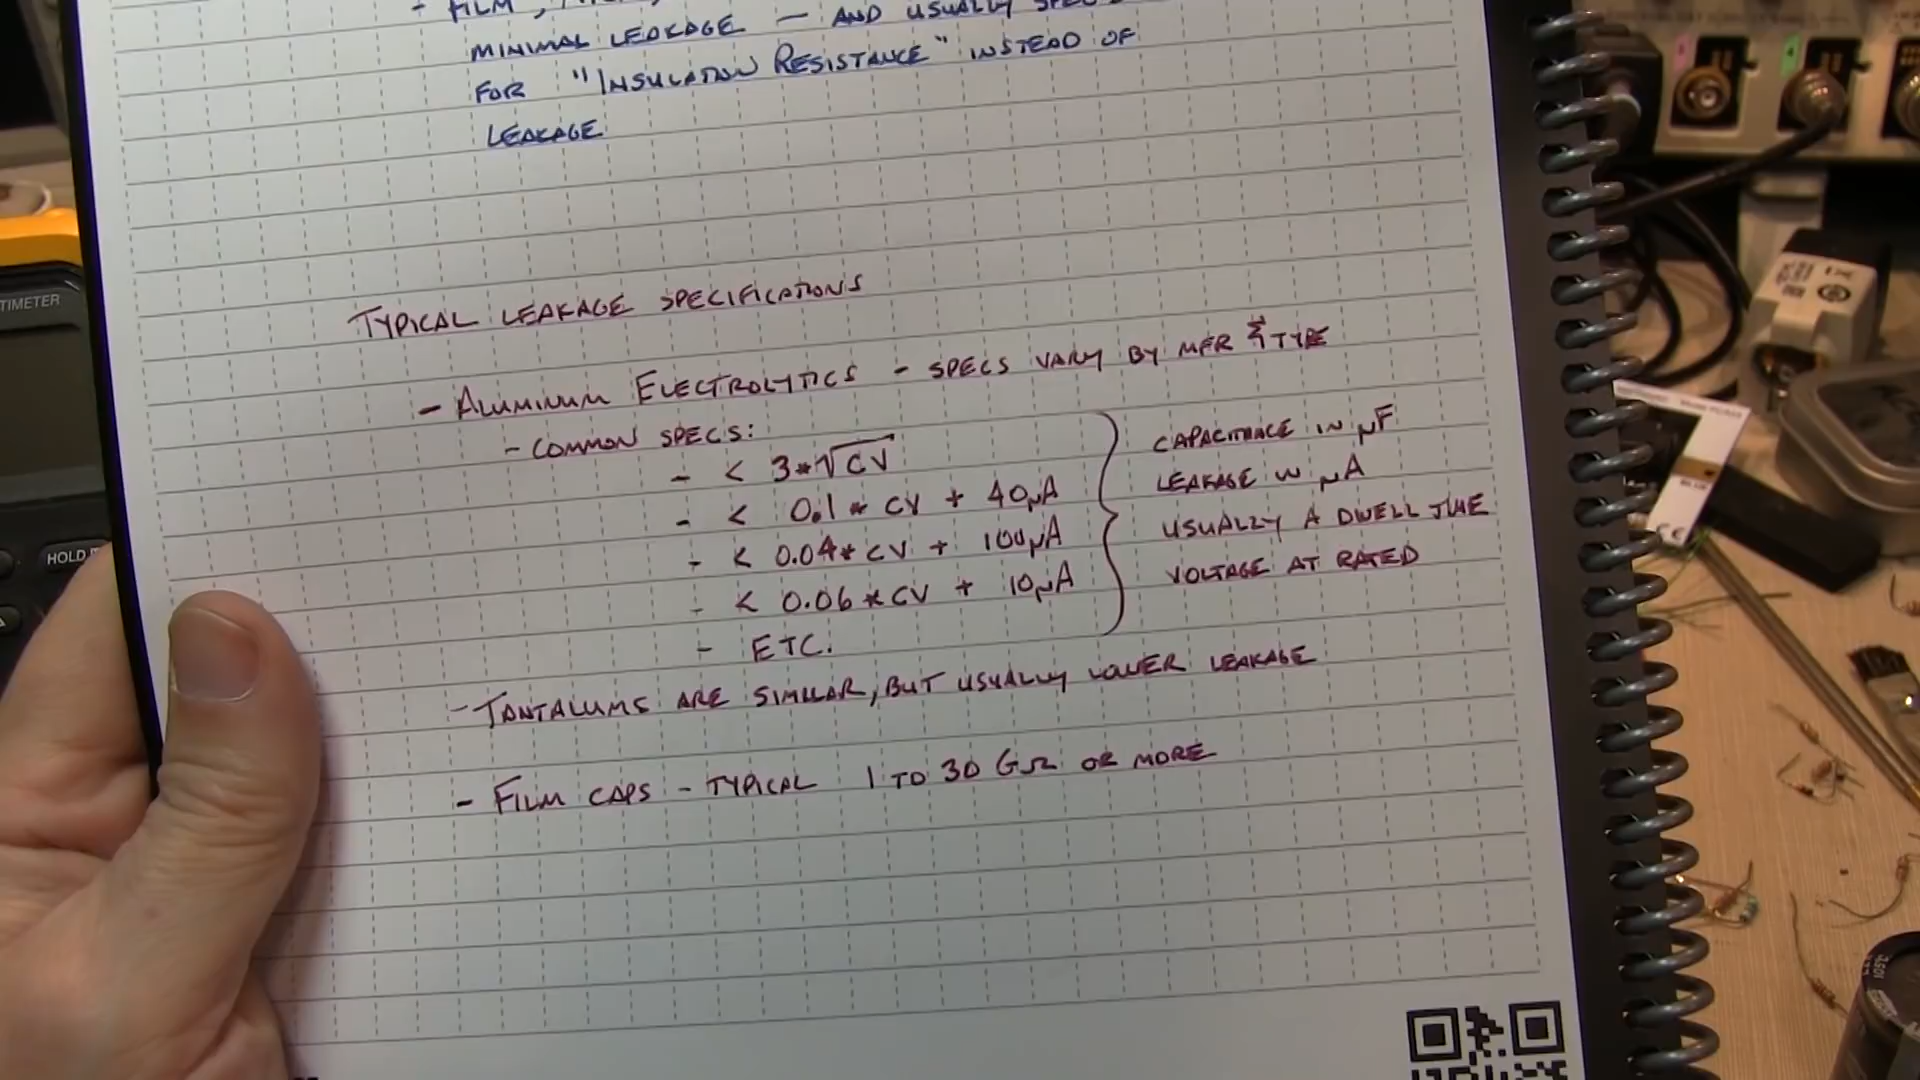 - FILM,
MINIMAL LEAKAGE — AND USUALLY
FOR "INSULATION RESISTANCE" INSTEAD OF
LEAKAGE.
TYPICAL LEAKAGE SPECIFICATIONS
- ALUMINUM ELECTROLYTICS - SPECS VARY BY MFR & TYPE
- COMMON SPECS:
- < 3*√CV
- < 0.1 * CV + 40µA
- < 0.04 * CV + 100µA
- < 0.06 * CV + 10µA
- ETC.
CAPACITANCE IN µF
LEAKAGE IN µA
USUALLY A DWELL TIME
VOLTAGE AT RATED
- TANTALUMS ARE SIMILAR, BUT USUALLY LOWER LEAKAGE
- FILM CAPS - TYPICAL 1 TO 30 GΩ OR MORE
TIMETER
HOLD
CE
105°